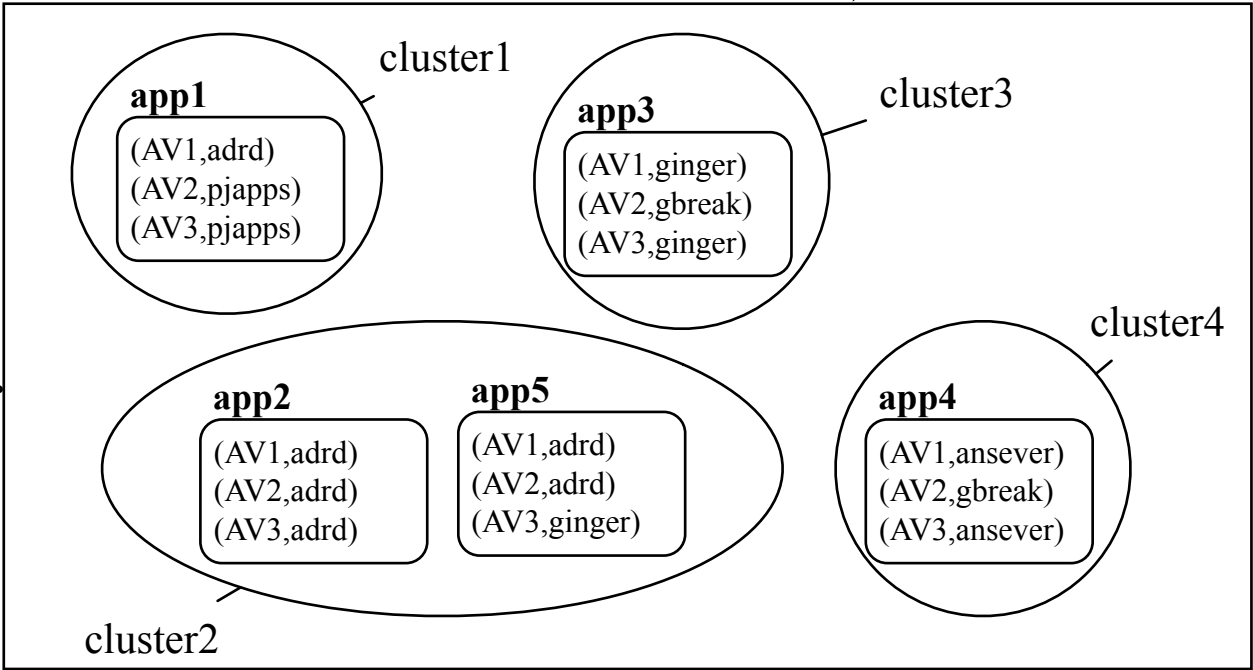 cluster1
app1
(AV1,adrd)
(AV2,pjapps)
(AV3,pjapps)
cluster3
app3
(AV1,ginger)
(AV2,gbreak)
(AV3,ginger)
cluster2
app2
(AV1,adrd)
(AV2,adrd)
(AV3,adrd)
app5
(AV1,adrd)
(AV2,adrd)
(AV3,ginger)
cluster4
app4
(AV1,ansever)
(AV2,gbreak)
(AV3,ansever)